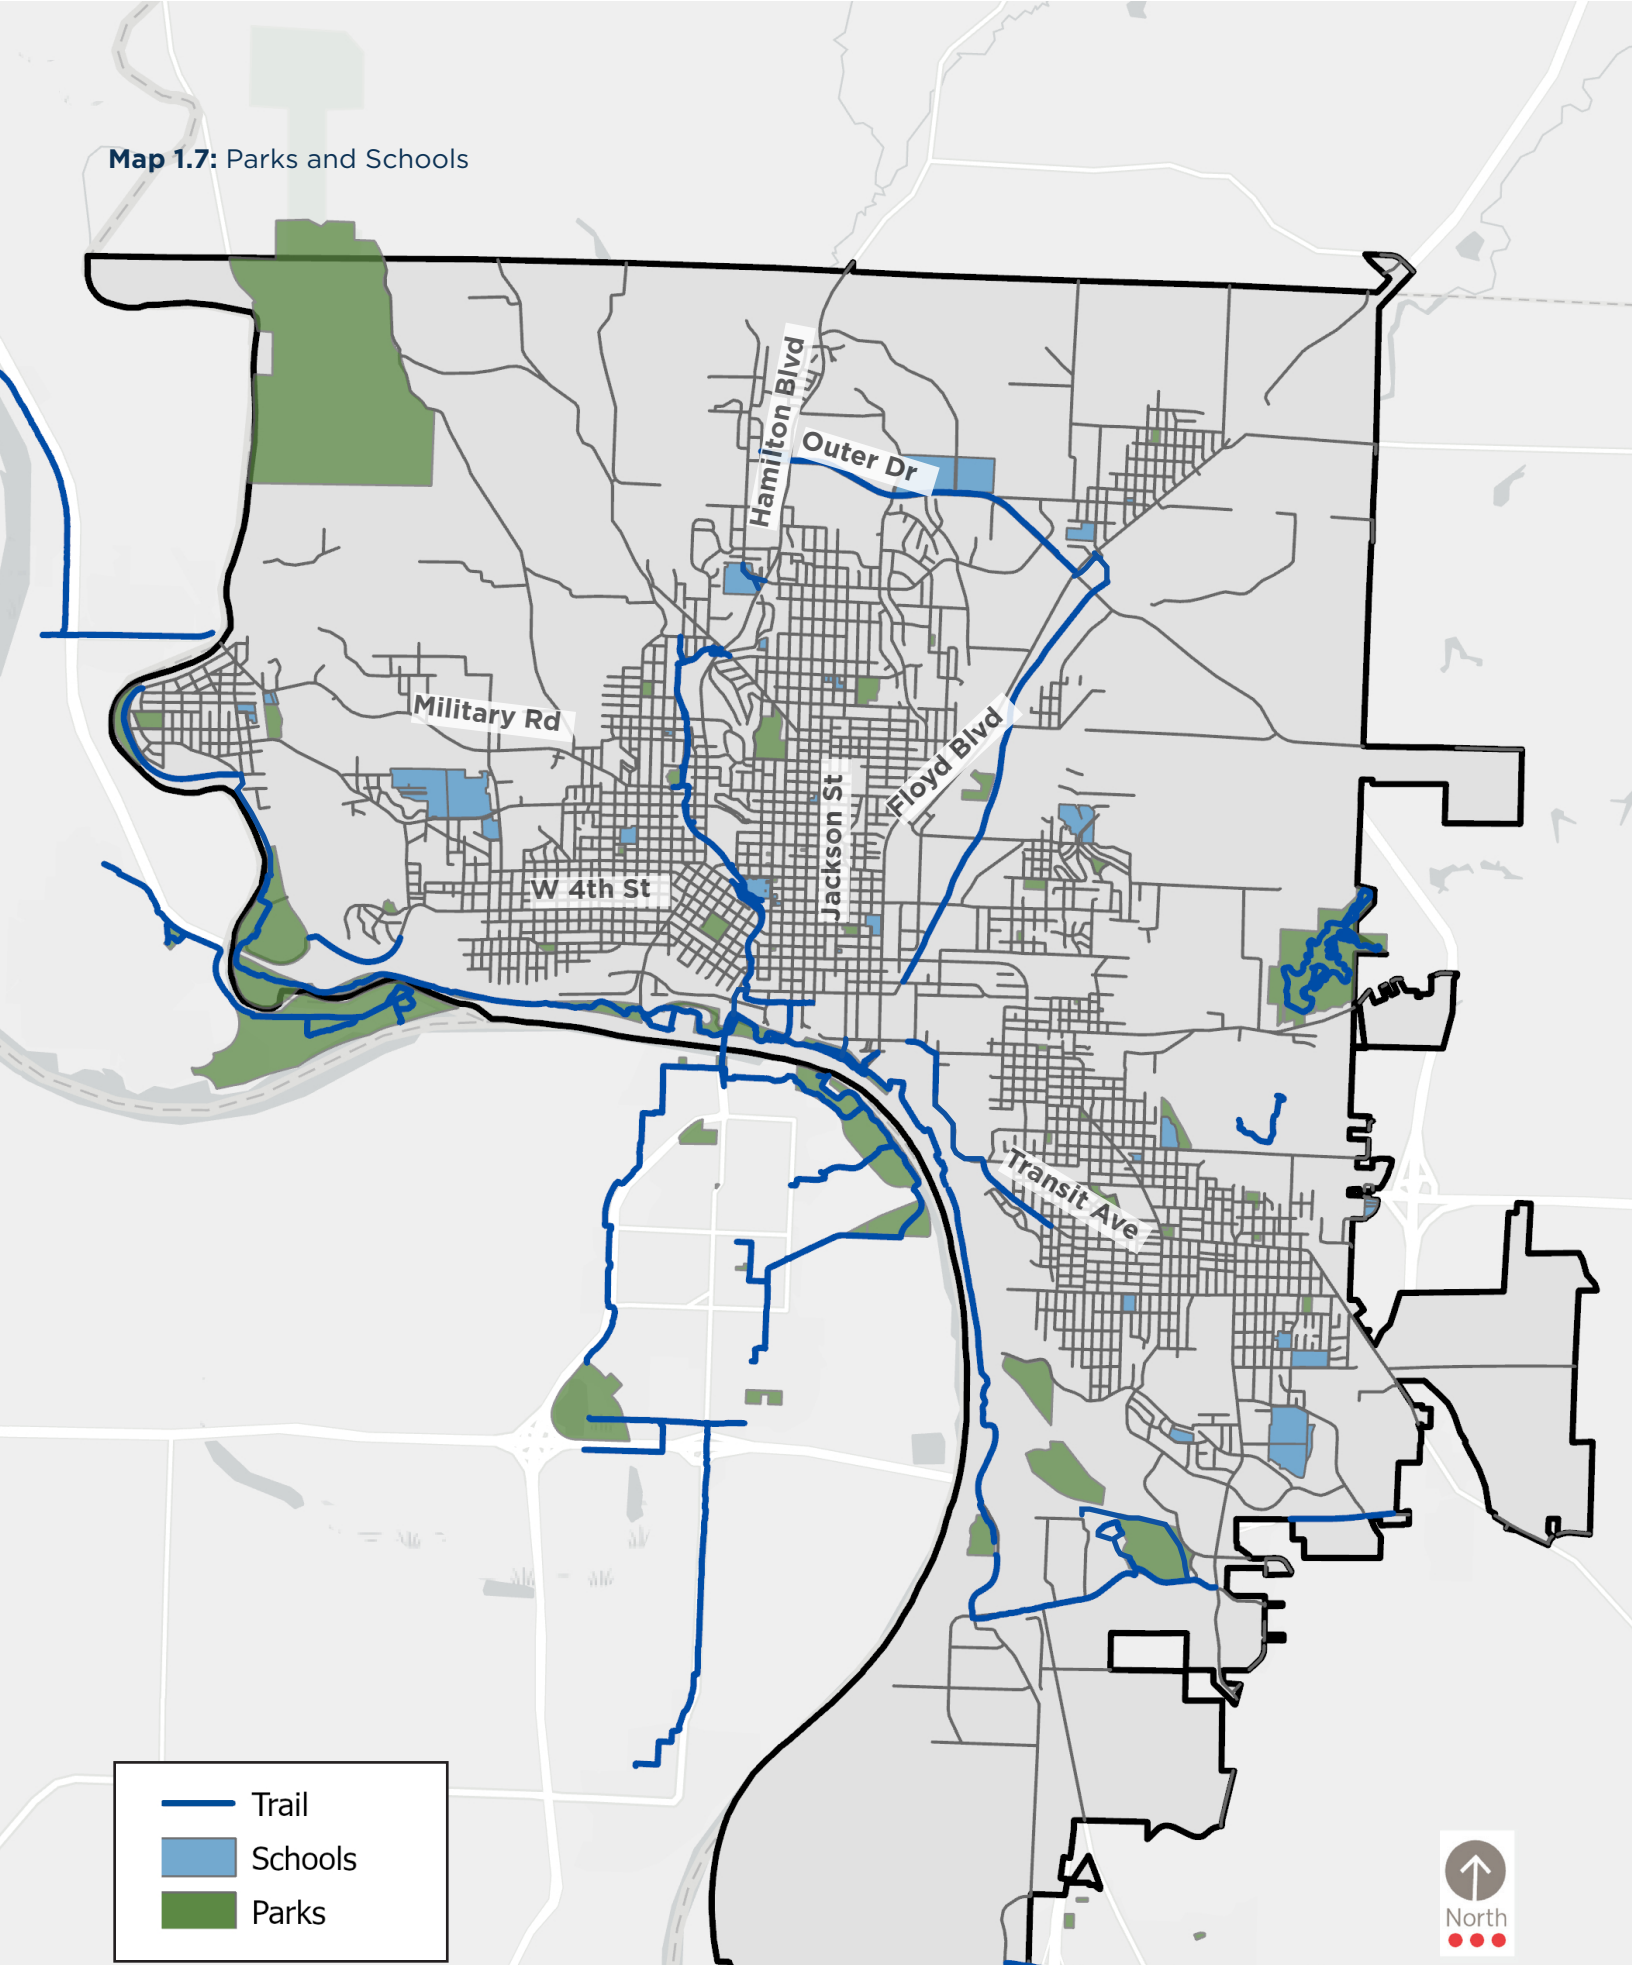 Map 1.7: Parks and Schools
Hamilton Blvd
Outer Dr
Military Rd
Floyd Blvd
Jackson St
W 4th St
Transit Ave
Trail
Schools
Parks
North